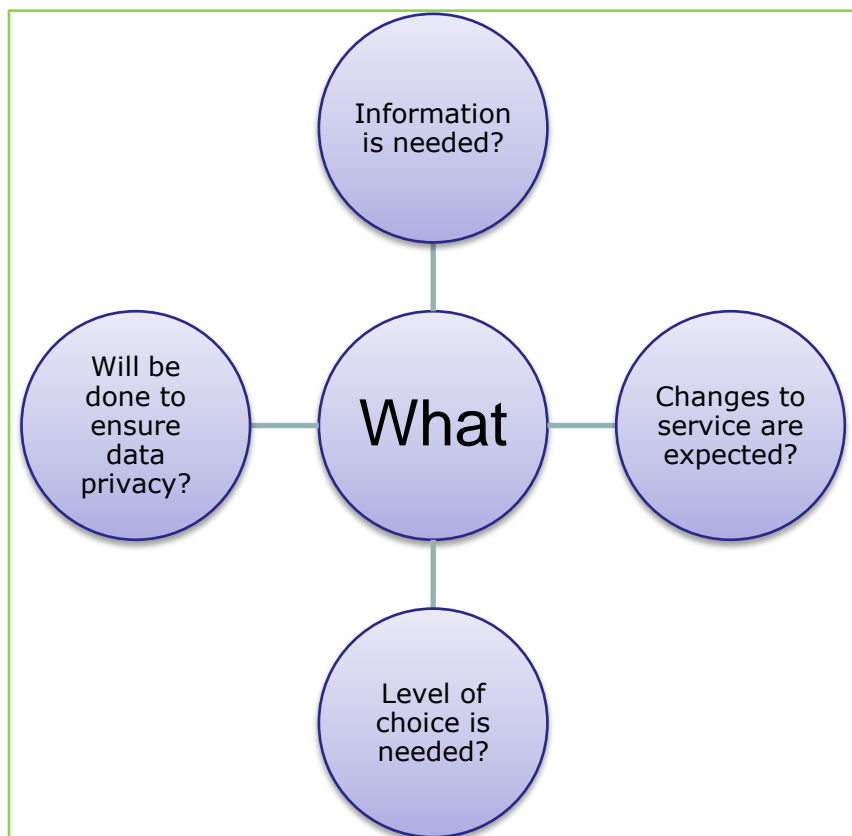 Information
is needed?
Will be
done to
ensure
data
privacy?
What
Changes to
service are
expected?
Level of
choice is
needed?